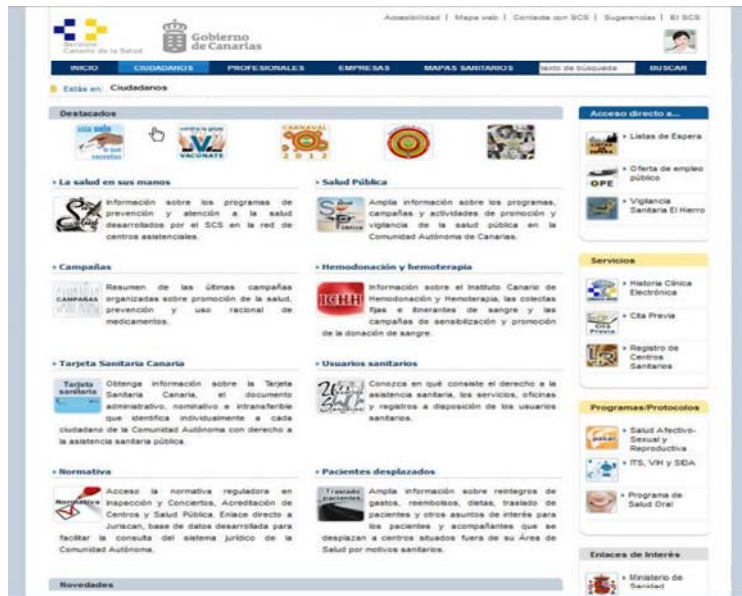 Accesibilidad | Mapa web | Contacte con SCS | Sugerencias | El SCS
Servicio
Canario de la Salud
Gobierno
de Canarias
INICIO CIUDADANOS PROFESIONALES EMPRESAS MAPAS SANITARIOS texto de búsqueda BUSCAR
Estás en: Ciudadanos
Destacados
usa solo
lo que
necesitas
VACÚNATE
CARNAVAL
2012
La salud en sus manos
Información sobre los programas de
prevención y atención a la salud
desarrollados por el SCS en la red de
centros asistenciales.
Salud Pública
Pública
Amplia información sobre los programas,
campañas y actividades de promoción y
vigilancia de la salud pública en la
Comunidad Autónoma de Canarias.
Campañas
CAMPAÑAS
Resumen de las últimas campañas
organizadas sobre promoción de la salud,
prevención y uso racional de
medicamentos.
Hemodonación y hemoterapia
ICHH
Información sobre el Instituto Canario de
Hemodonación y Hemoterapia, las colectas
fijas e itinerantes de sangre y las
campañas de sensibilización y promoción
de la donación de sangre.
Tarjeta Sanitaria Canaria
Tarjeta
sanitaria
Obtenga información sobre la Tarjeta
Sanitaria Canaria, el documento
administrativo, nominativo e intransferible
que identifica individualmente a cada
ciudadano de la Comunidad Autónoma con derecho a
la asistencia sanitaria pública.
Usuarios sanitarios
Conozca en qué consiste el derecho a la
asistencia sanitaria, los servicios, oficinas
y registros a disposición de los usuarios
sanitarios.
Normativa
Normativa
Acceso la normativa reguladora en
Inspección y Conciertos, Acreditación de
Centros y Salud Pública. Enlace directo a
Juriscan, base de datos desarrollada para
facilitar la consulta del sistema jurídico de la
Comunidad Autónoma.
Pacientes desplazados
Traslado
pacientes
Amplia información sobre reintegros de
gastos, reembolsos, dietas, traslado de
pacientes y otros asuntos de interés para
los pacientes y acompañantes que se
desplazan a centros situados fuera de su Área de
Salud por motivos sanitarios.
Novedades
Acceso directo a...
Listas de Espera
OPE
Oferta de empleo
público
Vigilancia
Sanitaria El Hierro
Servicios
Historia Clínica
Electrónica
Cita
Previa
Cita Previa
Registro de
Centros
Sanitarios
Programas/Protocolos
Salud Afectivo-
Sexual y
Reproductiva
ITS, VIH y SIDA
Programa de
Salud Oral
Enlaces de Interés
Ministerio de
Sanidad